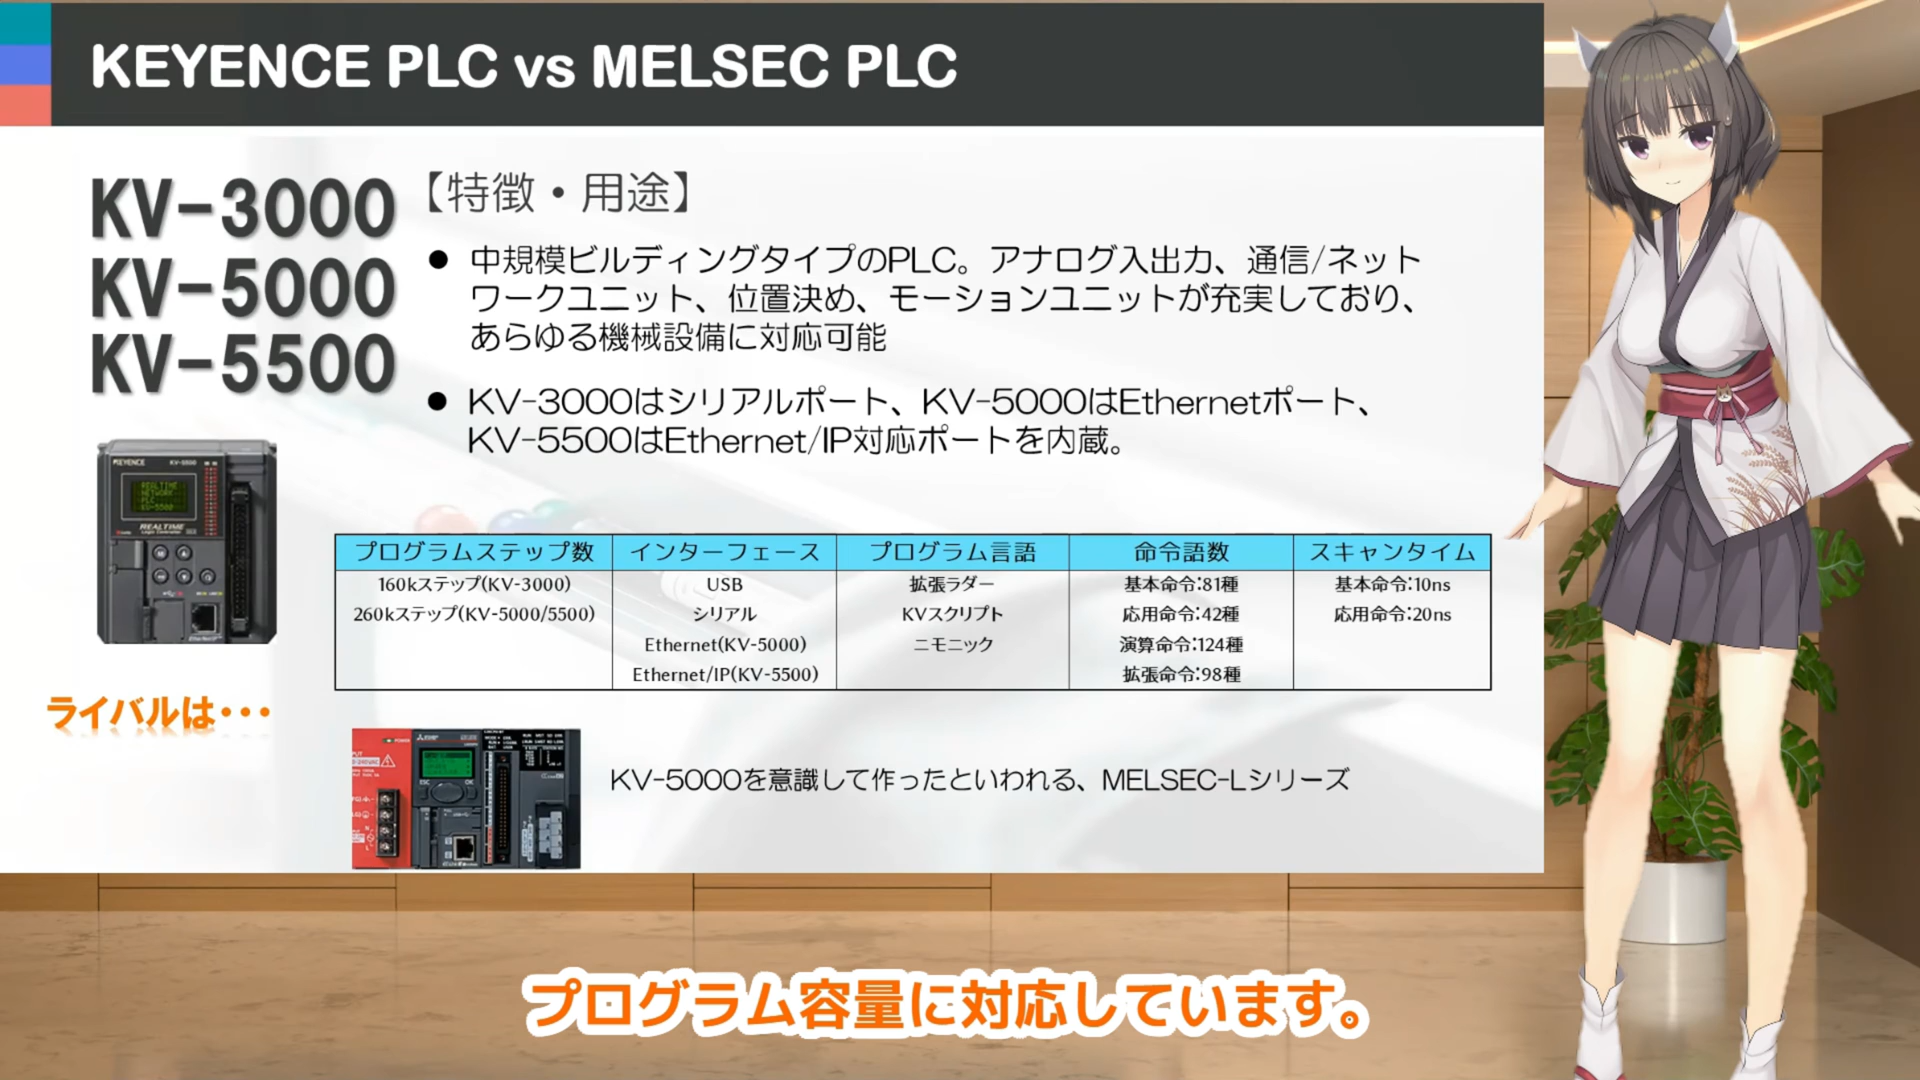 KEYENCE PLC vs MELSEC PLC
KV-3000
KV-5000
KV-5500
【特徴・用途】
● 中規模ビルディングタイプのPLC。アナログ入出力、通信/ネット
ワークユニット、位置決め、モーションユニットが充実しており、
あらゆる機械設備に対応可能
● KV-3000はシリアルポート、KV-5000はEthernetポート、
KV-5500はEthernet/IP対応ポートを内蔵。
KEYENCE KV-5500
REALTIME
NETWORK
PLC
KV-5500
REALTIME
プログラムステップ数 インターフェース プログラム言語 命令語数 スキャンタイム
160kステップ(KV-3000) USB 拡張ラダー 基本命令:81種 基本命令:10ns
260kステップ(KV-5000/5500) シリアル KVスクリプト 応用命令:42種 応用命令:20ns
Ethernet(KV-5000) ニモニック 演算命令:124種
Ethernet/IP(KV-5500) 拡張命令:98種
ライバルは・・・
POWER
ESC
OK
KV-5000を意識して作ったといわれる、MELSEC-Lシリーズ
プログラム容量に対応しています。